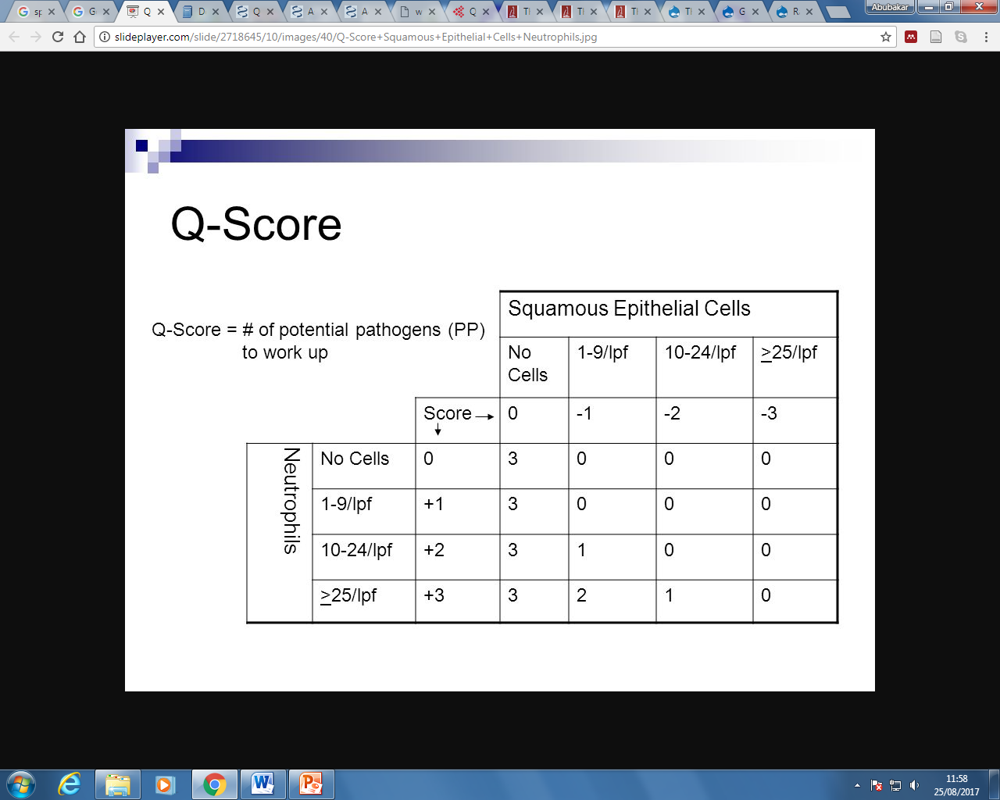 sp
G
Q
D
Q
A
A
w
Q
Tl
Tl
Tl
Tl
G
R
Abubakar
slideplayer.com/slide/2718645/10/images/40/Q-Score+Squamous+Epithelial+Cells+Neutrophils.jpg
Q-Score
Squamous Epithelial Cells
Q-Score = # of potential pathogens (PP)
to work up
No Cells 1-9/lpf 10-24/lpf ≥25/lpf
Score 0 -1 -2 -3
Neutrophils
No Cells 0 3 0 0 0
1-9/lpf +1 3 0 0 0
10-24/lpf +2 3 1 0 0
≥25/lpf +3 3 2 1 0
11:58
25/08/2017